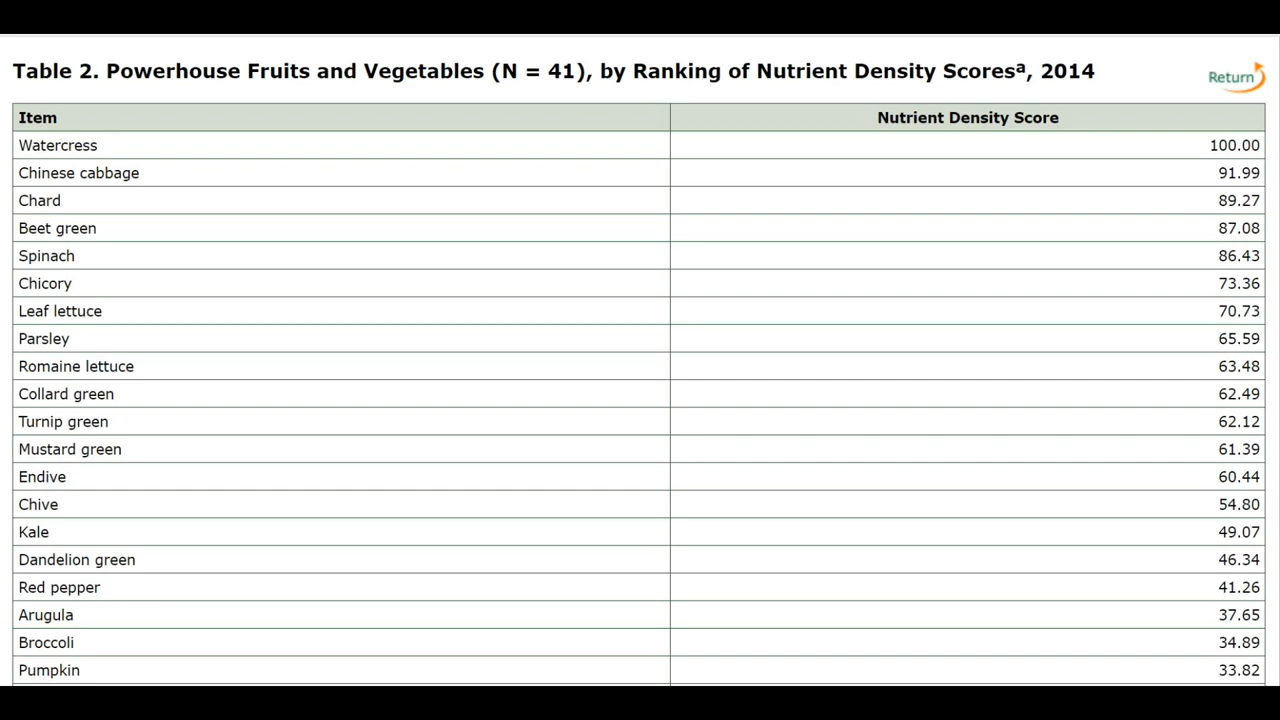 Table 2. Powerhouse Fruits and Vegetables (N = 41), by Ranking of Nutrient Density Scoresª, 2014
Return
Item Nutrient Density Score
Watercress 100.00
Chinese cabbage 91.99
Chard 89.27
Beet green 87.08
Spinach 86.43
Chicory 73.36
Leaf lettuce 70.73
Parsley 65.59
Romaine lettuce 63.48
Collard green 62.49
Turnip green 62.12
Mustard green 61.39
Endive 60.44
Chive 54.80
Kale 49.07
Dandelion green 46.34
Red pepper 41.26
Arugula 37.65
Broccoli 34.89
Pumpkin 33.82